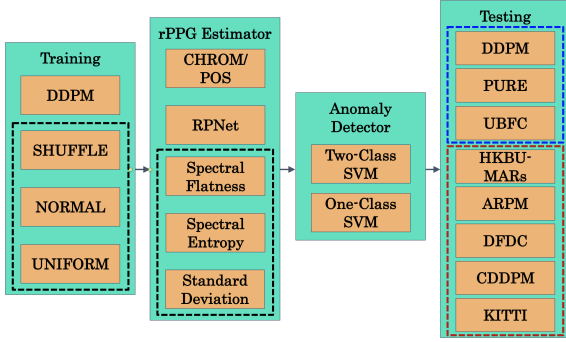 Training
DDPM
SHUFFLE
NORMAL
UNIFORM
rPPG Estimator
CHROM/
POS
RPNet
Spectral
Flatness
Spectral
Entropy
Standard
Deviation
Anomaly
Detector
Two-Class
SVM
One-Class
SVM
Testing
DDPM
PURE
UBFC
HKBU-
MARs
ARPM
DFDC
CDDPM
KITTI